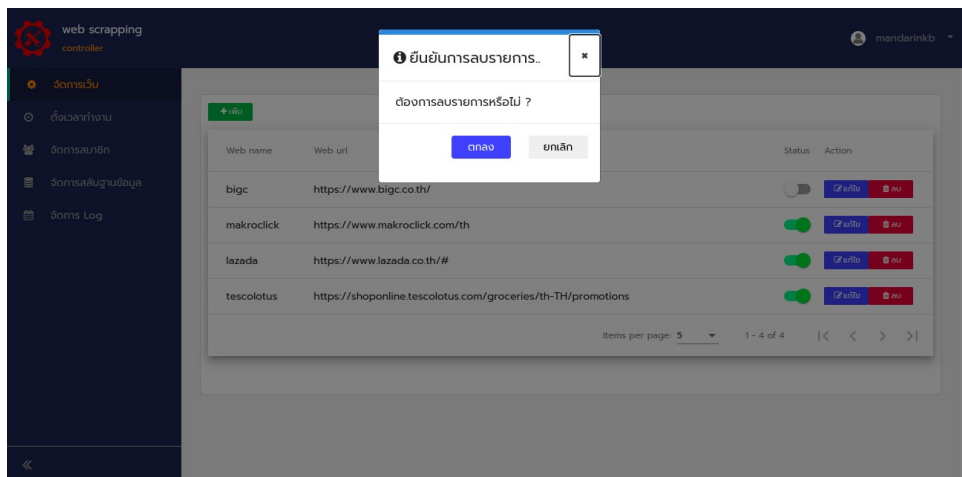 web scrapping
controller
mandarinkb
ยืนยันการลบรายการ..
ต้องการลบรายการหรือไม่ ?
ตกลง ยกเลิก
จัดการเว็บ
ตั้งเวลาทำงาน
จัดการสมาชิก
จัดการสลับฐานข้อมูล
จัดการ Log
+เพิ่ม
Web name Web url Status Action
bigc https://www.bigc.co.th/ แก้ไข ลบ
makroclick https://www.makroclick.com/th แก้ไข ลบ
lazada https://www.lazada.co.th/# แก้ไข ลบ
tescolotus https://shoponline.tescolotus.com/groceries/th-TH/promotions แก้ไข ลบ
Items per page: 5 1 - 4 of 4